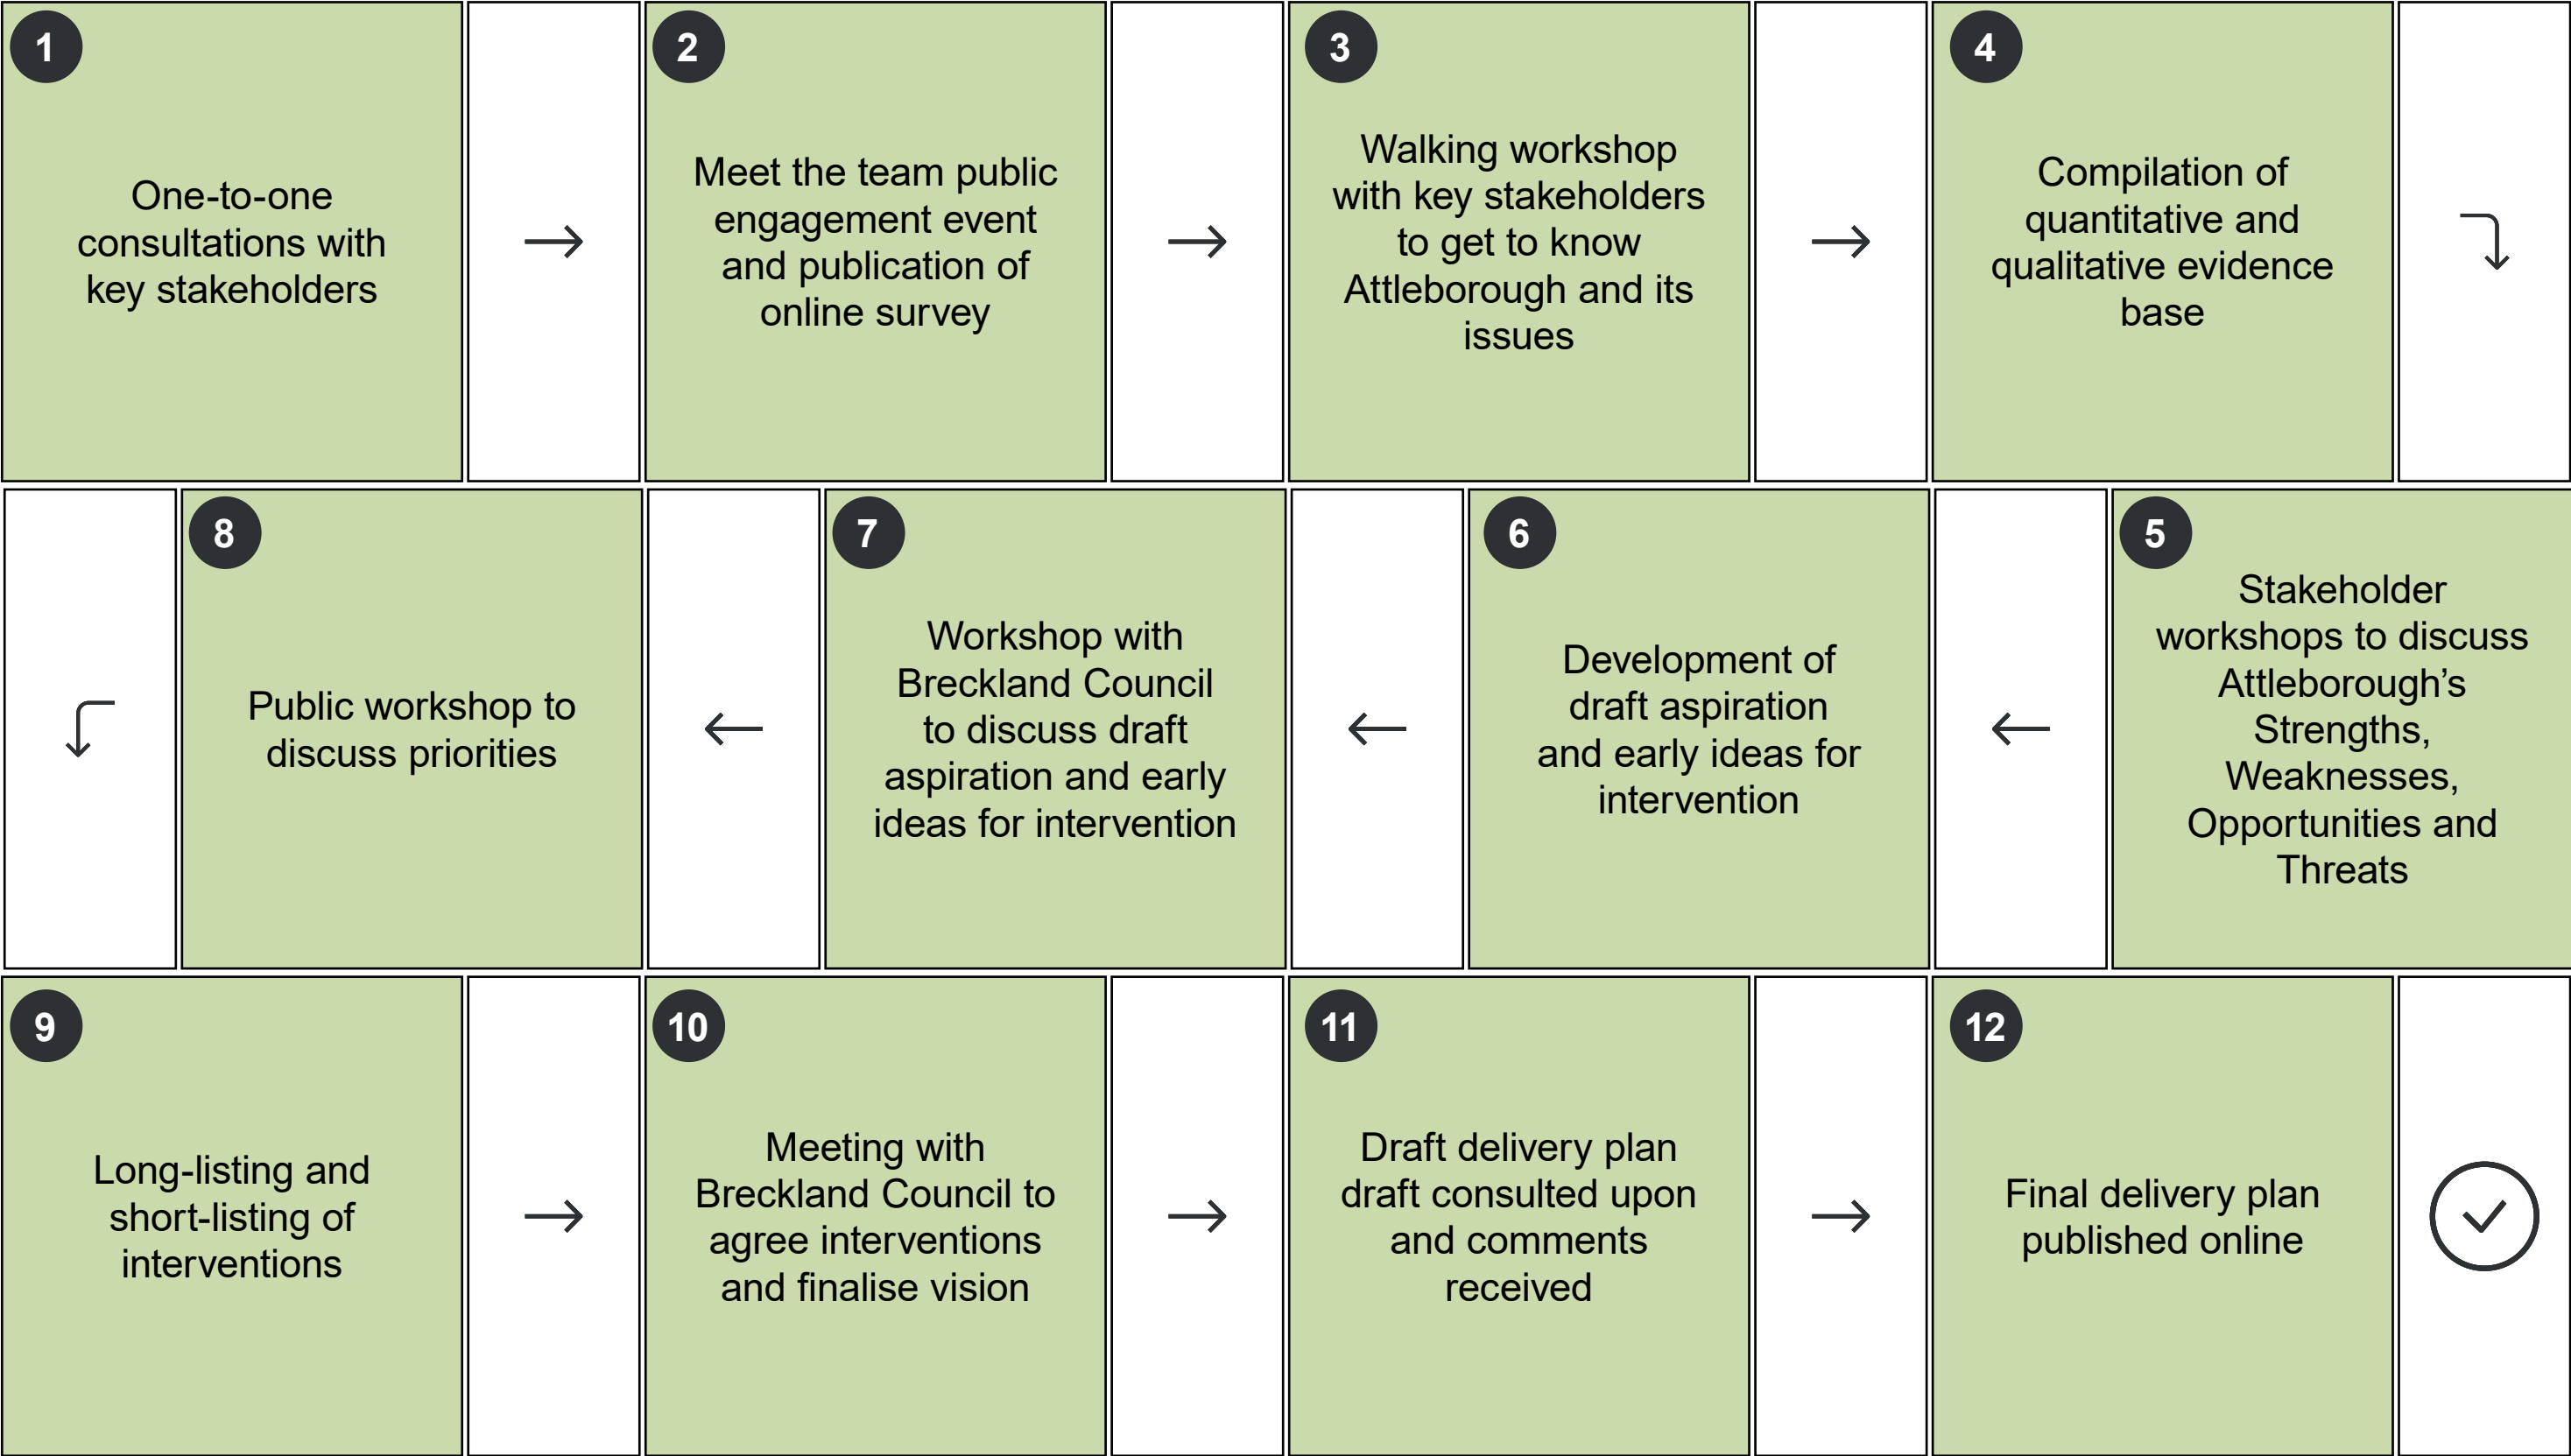 1
One-to-one
consultations with
key stakeholders
2
Meet the team public
engagement event
and publication of
online survey
3
Walking workshop
with key stakeholders
to get to know
Attleborough and its
issues
4
Compilation of
quantitative and
qualitative evidence
base
5
Stakeholder
workshops to discuss
Attleborough’s
Strengths,
Weaknesses,
Opportunities and
Threats
6
Development of
draft aspiration
and early ideas for
intervention
7
Workshop with
Breckland Council
to discuss draft
aspiration and early
ideas for intervention
8
Public workshop to
discuss priorities
9
Long-listing and
short-listing of
interventions
10
Meeting with
Breckland Council to
agree interventions
and finalise vision
11
Draft delivery plan
draft consulted upon
and comments
received
12
Final delivery plan
published online